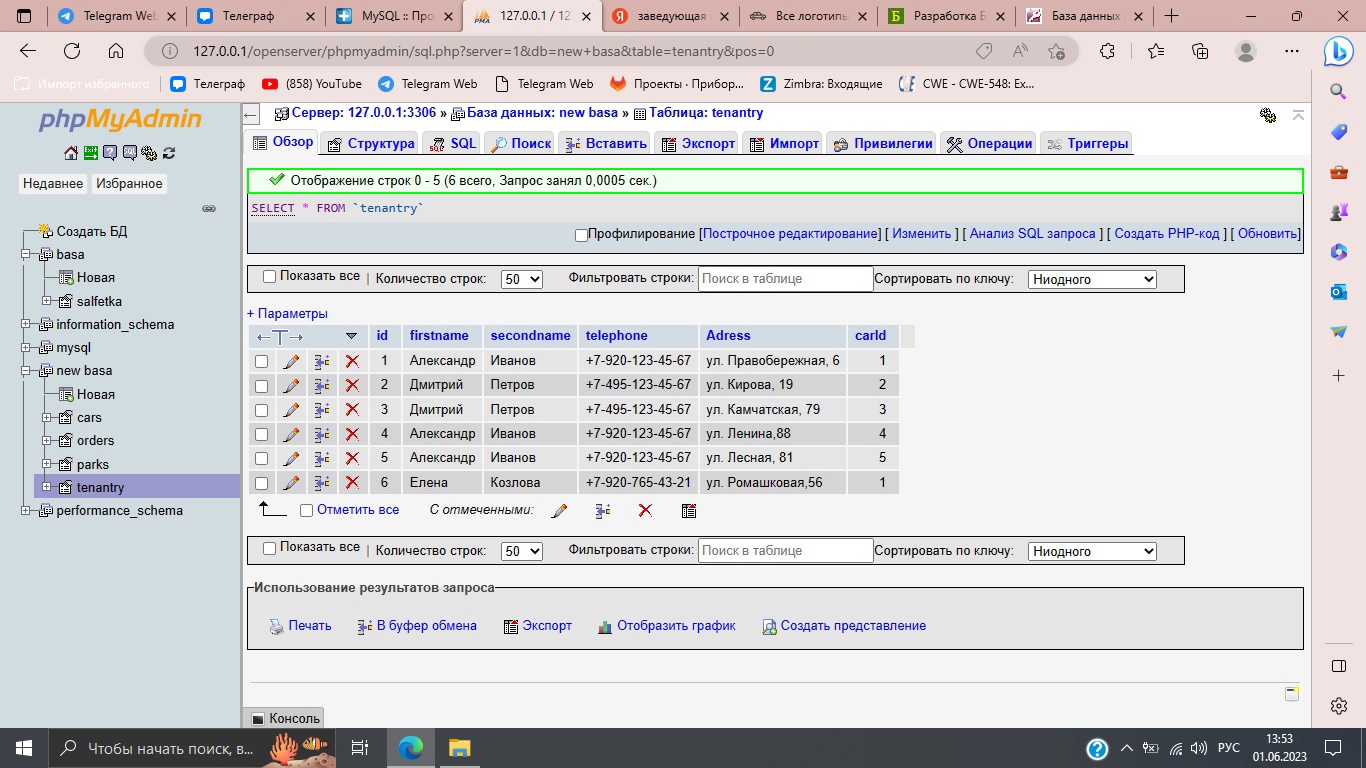 Telegram Web
Телеграф
MySQL :: Про
127.0.0.1 / 12
заведующая
Все логотипы
Разработка Б
База данных
127.0.0.1/openserver/phpmyadmin/sql.php?server=1&db=new+basa&table=tenantry&pos=0
Импорт избранного
Телеграф
(858) YouTube
Telegram Web
Telegram Web
Проекты · Прибор...
Zimbra: Входящие
CWE - CWE-548: Ex...
phpMyAdmin
Недавнее Избранное
Создать БД
basa
Новая
salfetka
information_schema
mysql
new basa
Новая
cars
orders
parks
tenantry
performance_schema
Сервер: 127.0.0.1:3306 » База данных: new basa » Таблица: tenantry
Обзор Структура SQL Поиск Вставить Экспорт Импорт Привилегии Операции Триггеры
Отображение строк 0 - 5 (6 всего, Запрос занял 0,0005 сек.)
SELECT * FROM `tenantry`
Профилирование [Построчное редактирование] [ Изменить ] [ Анализ SQL запроса ] [ Создать PHP-код ] [ Обновить]
Показать все | Количество строк: 50 Фильтровать строки: Поиск в таблице Сортировать по ключу: Ниодного
+ Параметры
id firstname secondname telephone Adress carId
1 Александр Иванов +7-920-123-45-67 ул. Правобережная, 6 1
2 Дмитрий Петров +7-495-123-45-67 ул. Кирова, 19 2
3 Дмитрий Петров +7-495-123-45-67 ул. Камчатская, 79 3
4 Александр Иванов +7-920-123-45-67 ул. Ленина,88 4
5 Александр Иванов +7-920-123-45-67 ул. Лесная, 81 5
6 Елена Козлова +7-920-765-43-21 ул. Ромашковая,56 1
Отметить все С отмеченными:
Показать все | Количество строк: 50 Фильтровать строки: Поиск в таблице Сортировать по ключу: Ниодного
Использование результатов запроса
Печать В буфер обмена Экспорт Отобразить график Создать представление
Консоль
Чтобы начать поиск, в...
РУС
13:53
01.06.2023